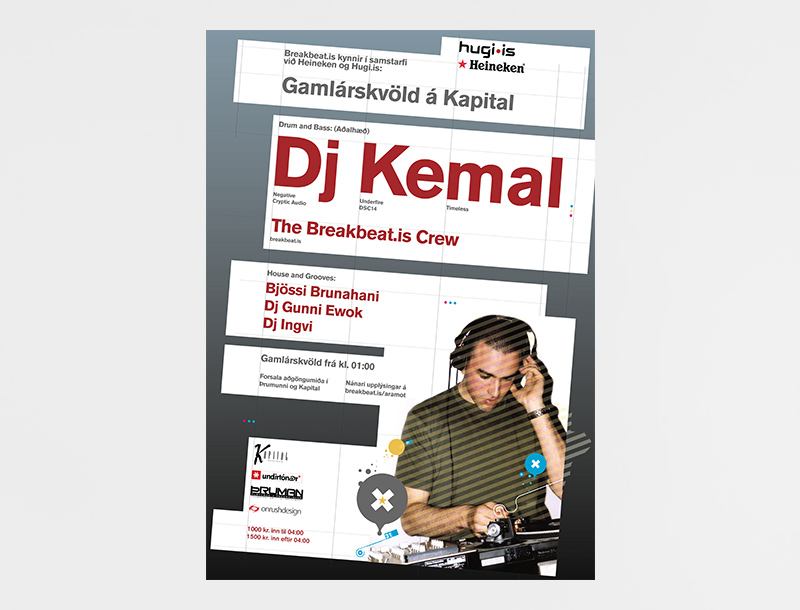 Breakbeat.is kynnir í samstarfi
við Heineken og Hugi.is:
hugi·is
Heineken
Gamlárskvöld á Kapital
Drum and Bass: (Aðalhæð)
Dj Kemal
Negative
Cryptic Audio
Underfire
DSC14
Timeless
The Breakbeat.is Crew
breakbeat.is
House and Grooves:
Bjössi Brunahani
Dj Gunni Ewok
Dj Ingvi
Gamlárskvöld frá kl. 01:00
Forsala aðgöngumiða í
Þrumunni og Kapital
Nánari upplýsingar á
breakbeat.is/aramot
Kapital
undirtónar
ÞRUMAN
onrushdesign
1000 kr. inn til 04:00
1500 kr. inn eftir 04:00
31